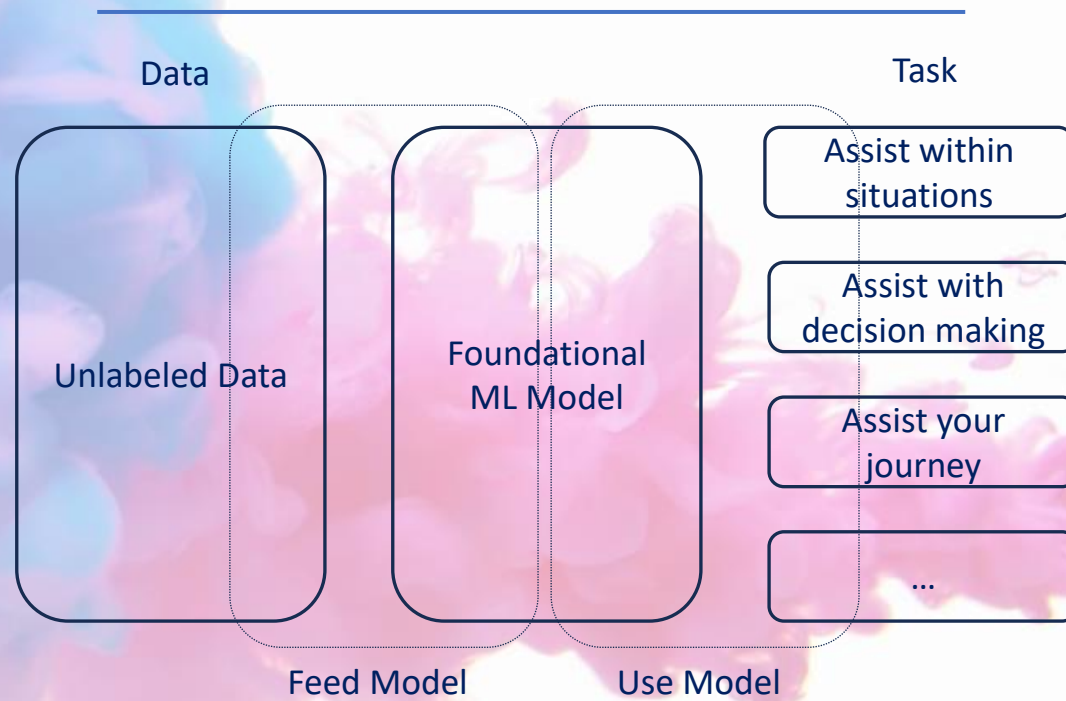 Data
Task
Unlabeled Data
Foundational
ML Model
Assist within
situations
Assist with
decision making
Assist your
journey
...
Feed Model
Use Model